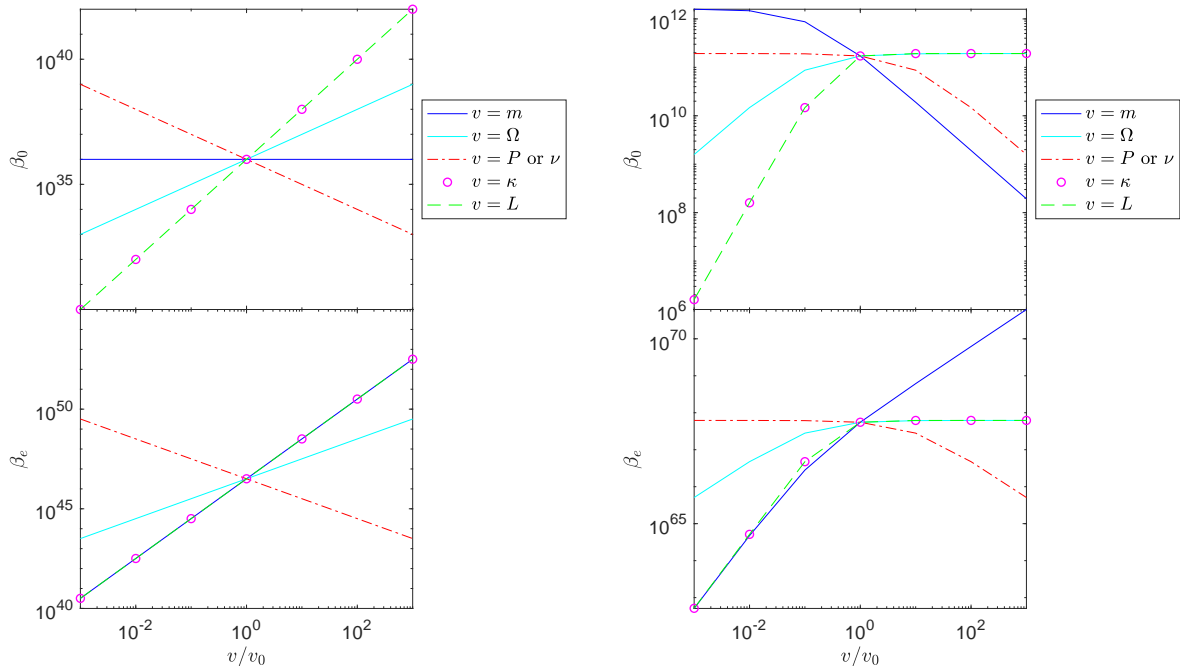 10^40
10^35
β_0
v = m
v = Ω
v = P or ν
v = κ
v = L
10^50
10^45
10^40
β_e
10^-2
10^0
10^2
v/v_0
10^12
10^10
10^8
10^6
β_0
v = m
v = Ω
v = P or ν
v = κ
v = L
10^70
10^65
β_e
10^-2
10^0
10^2
v/v_0